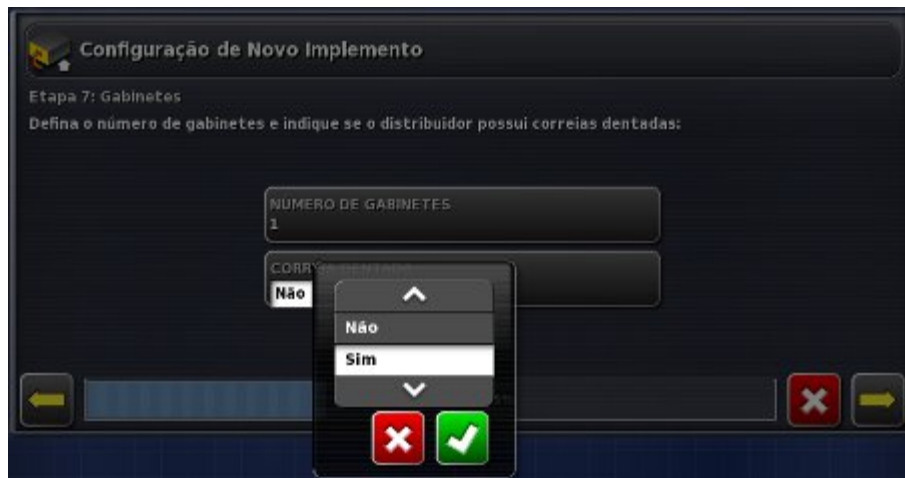 Configuração de Novo Implemento
Etapa 7: Gabinetes
Defina o número de gabinetes e indique se o distribuidor possui correias dentadas:
NÚMERO DE GABINETES
1
Não
Não
Sim